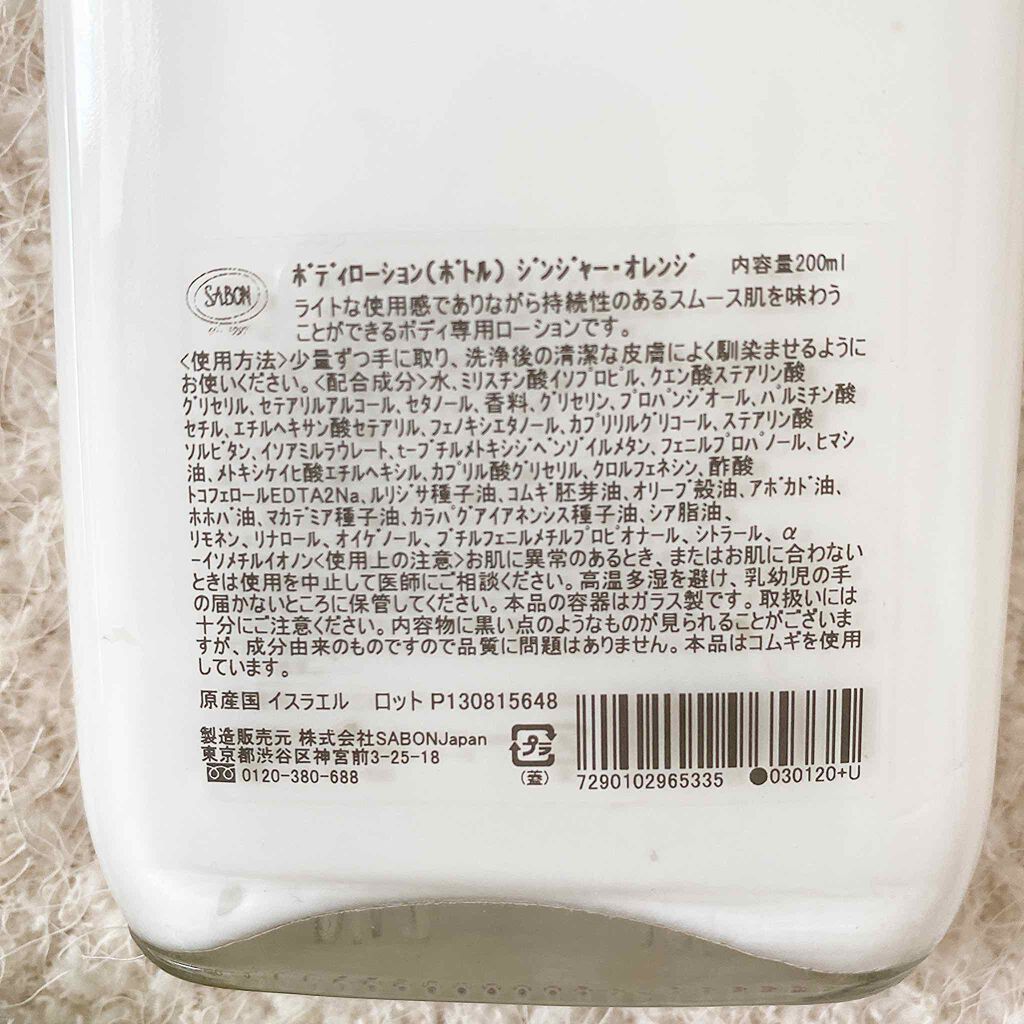 SABON
ボディローション(ボトル) ジンジャー・オレンジ 内容量200ml
ライトな使用感でありながら持続性のあるスムース肌を味わう
ことができるボディ専用ローションです。
<使用方法>少量ずつ手に取り、洗浄後の清潔な皮膚によく馴染ませるように
お使いください。<配合成分>水、ミリスチン酸イソプロピル、クエン酸ステアリン酸
グリセリル、セテアリルアルコール、セタノール、香料、グリセリン、プロパンジオール、パルミチン酸
セチル、エチルヘキサン酸セテアリル、フェノキシエタノール、カプリリルグリコール、ステアリン酸
ソルビタン、イソアミルラウレート、t-ブチルメトキシジベンゾイルメタン、フェニルプロパノール、ヒマシ
油、メトキシケイヒ酸エチルヘキシル、カプリル酸グリセリル、クロルフェネシン、酢酸
トコフェロールEDTA2Na、ルリジサ種子油、コムギ胚芽油、オリーブ殻油、アボカド油、
ホホバ油、マカデミア種子油、カラパグアイアネンシス種子油、シア脂油、
リモネン、リナロール、オイゲノール、ブチルフェニルメチルプロピオナール、シトラール、α
-イソメチルイオノン<使用上の注意>お肌に異常のあるとき、またはお肌に合わない
ときは使用を中止して医師にご相談ください。高温多湿を避け、乳幼児の手
の届かないところに保管してください。本品の容器はガラス製です。取扱いには
十分にご注意ください。内容物に黒い点のようなものが見られることがございま
すが、成分由来のものですので品質に問題はありません。本品はコムギを使用
しています。
原産国 イスラエル ロット P130815648
製造販売元 株式会社SABONJapan
東京都渋谷区神宮前3-25-18
0120-380-688
プラ
(蓋)
7290102965335 ●030120+U